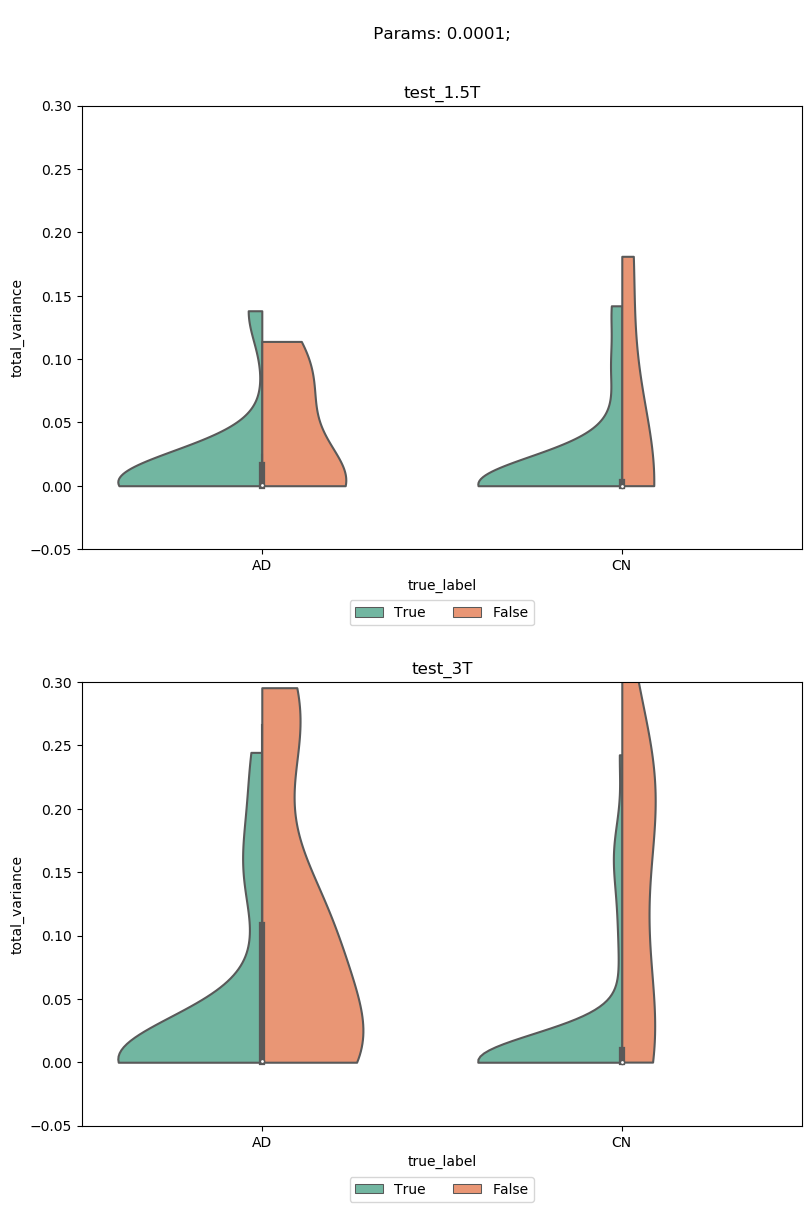 Params: 0.0001;
test_1.5T
0.30
0.25
0.20
0.15
0.10
0.05
0.00
−0.05
total_variance
AD
CN
true_label
True
False
test_3T
0.30
0.25
0.20
0.15
0.10
0.05
0.00
−0.05
total_variance
AD
CN
true_label
True
False